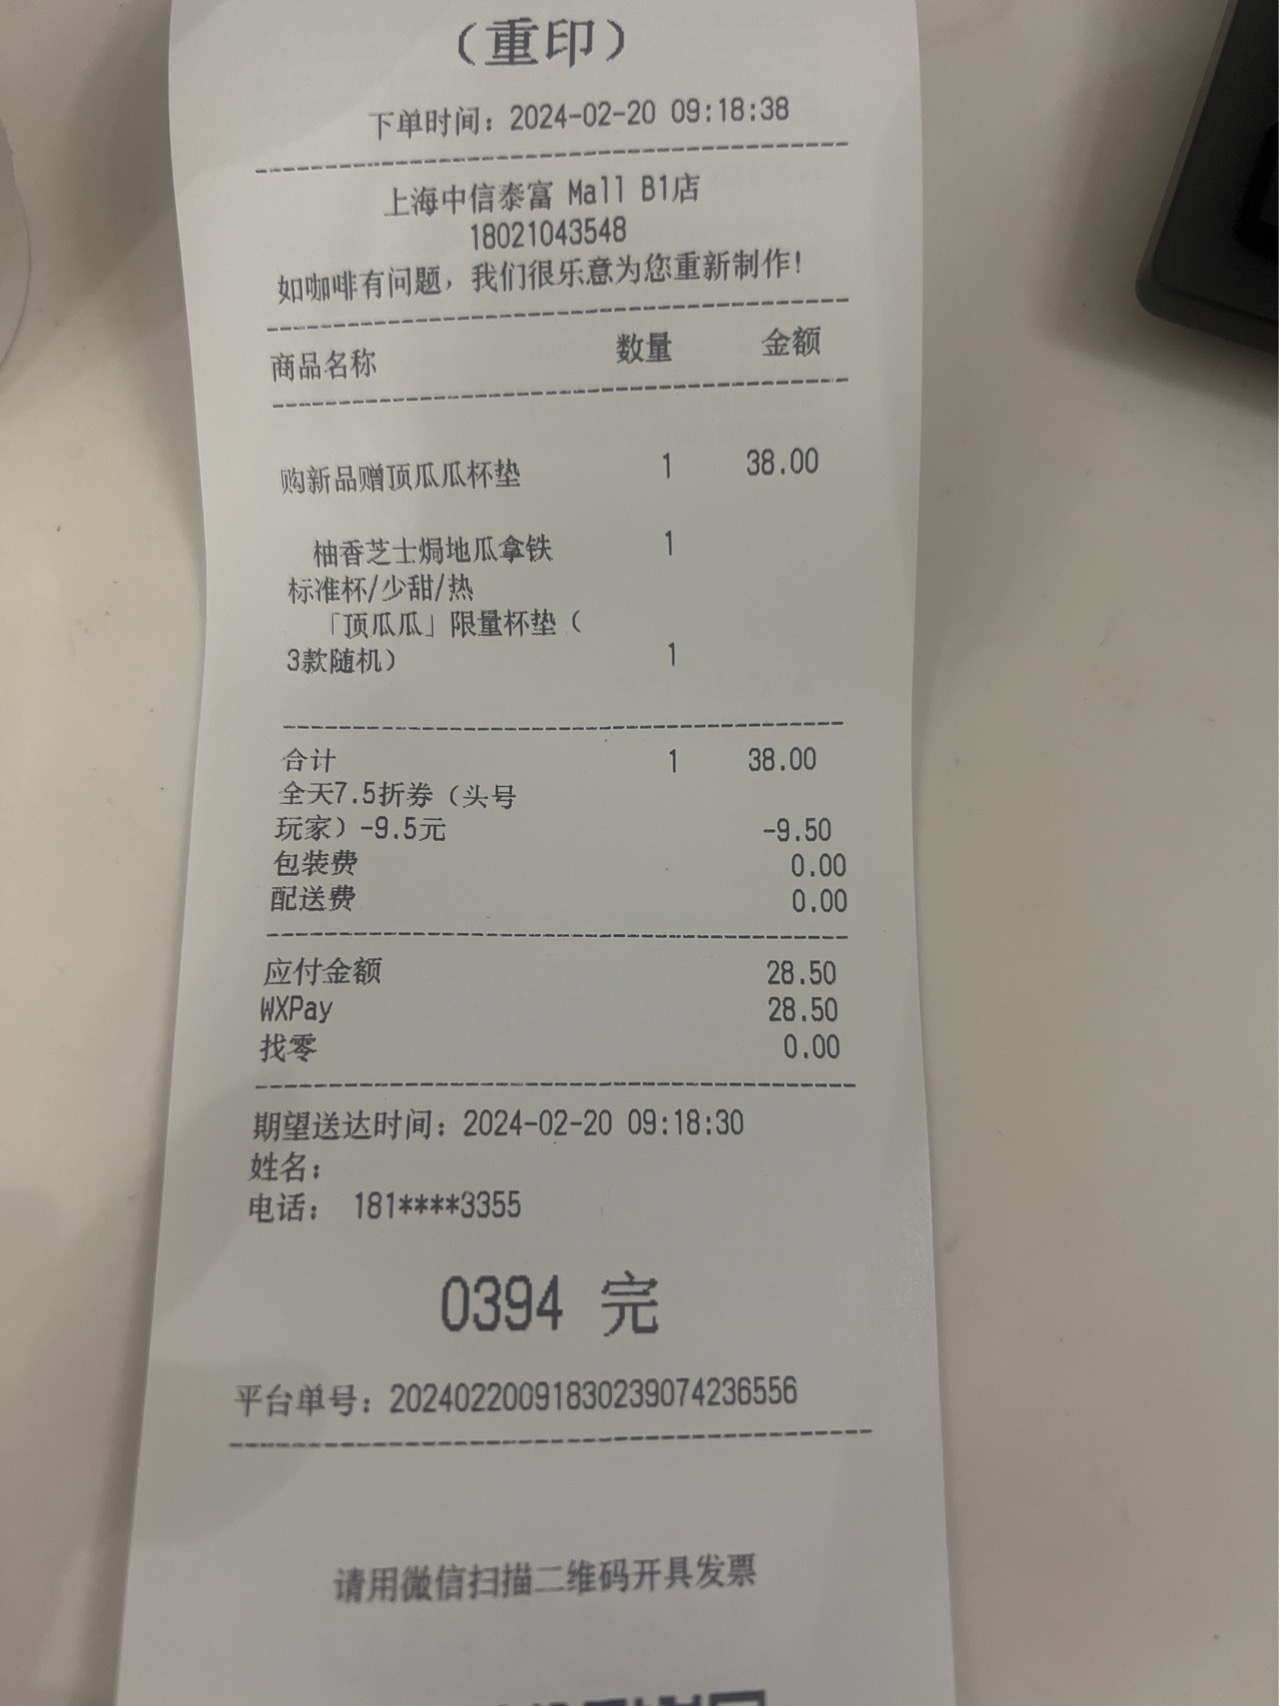 （重印）
下单时间：2024-02-20 09:18:38
上海中信泰富 Mall B1店
18021043548
如咖啡有问题，我们很乐意为您重新制作！
商品名称 数量 金额
购新品赠顶瓜瓜杯垫 1 38.00
柚香芝士焗地瓜拿铁 1
标准杯/少甜/热
「顶瓜瓜」限量杯垫（
3款随机） 1
合计 1 38.00
全天7.5折券（头号
玩家）-9.5元 -9.50
包装费 0.00
配送费 0.00
应付金额 28.50
WXPay 28.50
找零 0.00
期望送达时间：2024-02-20 09:18:30
姓名：
电话： 181****3355
0394 完
平台单号：20240220091830239074236556
请用微信扫描二维码开具发票